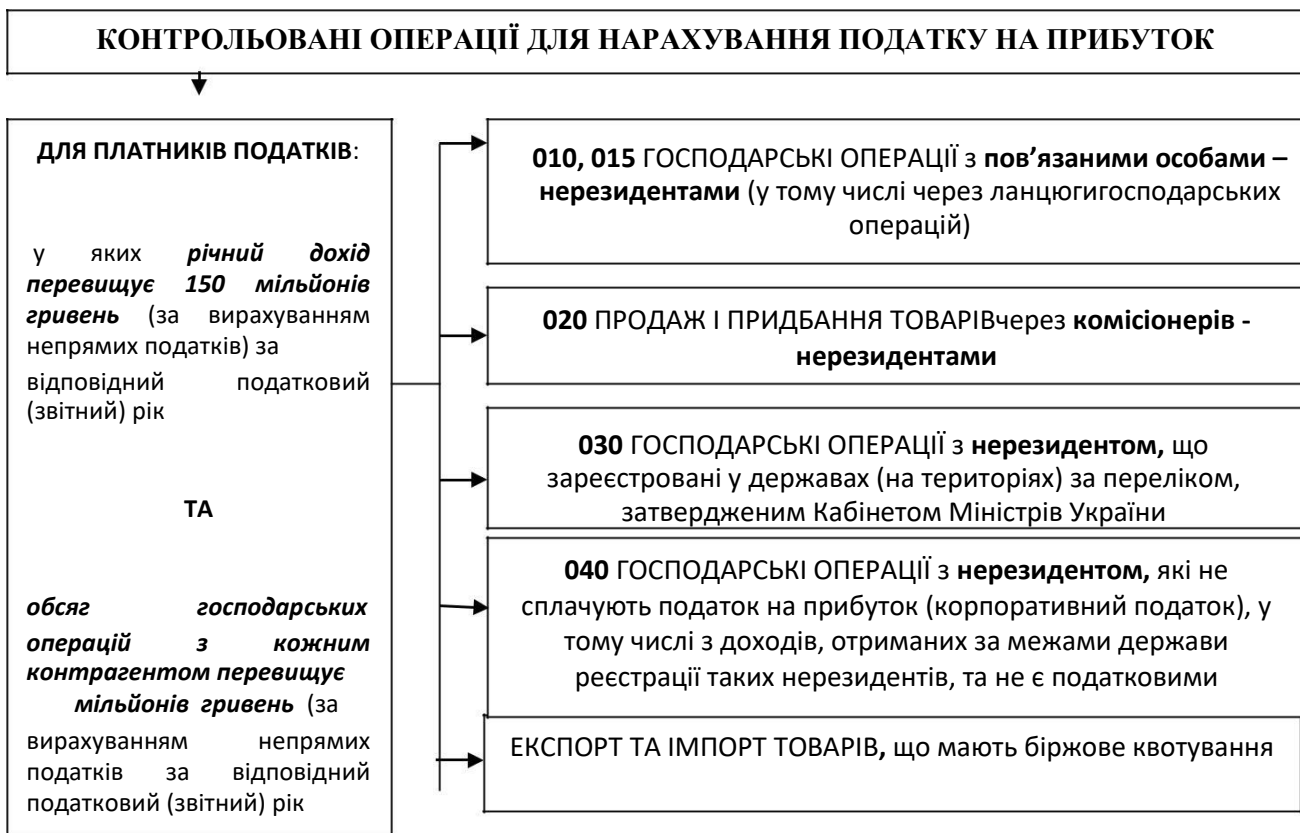 КОНТРОЛЬОВАНІ ОПЕРАЦІЇ ДЛЯ НАРАХУВАННЯ ПОДАТКУ НА ПРИБУТОК
ДЛЯ ПЛАТНИКІВ ПОДАТКІВ:
у яких річний дохід
перевищує 150 мільйонів
гривень (за вирахуванням
непрямих податків) за
відповідний податковий
(звітний) рік
ТА
обсяг господарських
операцій з кожним
контрагентом перевищує
мільйонів гривень (за
вирахуванням непрямих
податків за відповідний
податковий (звітний) рік
010, 015 ГОСПОДАРСЬКІ ОПЕРАЦІЇ з пов’язаними особами –
нерезидентами (у тому числі через ланцюгигосподарських
операцій)
020 ПРОДАЖ І ПРИДБАННЯ ТОВАРІВчерез комісіонерів -
нерезидентами
030 ГОСПОДАРСЬКІ ОПЕРАЦІЇ з нерезидентом, що
зареєстровані у державах (на територіях) за переліком,
затвердженим Кабінетом Міністрів України
040 ГОСПОДАРСЬКІ ОПЕРАЦІЇ з нерезидентом, які не
сплачують податок на прибуток (корпоративний податок), у
тому числі з доходів, отриманих за межами держави
реєстрації таких нерезидентів, та не є податковими
ЕКСПОРТ ТА ІМПОРТ ТОВАРІВ, що мають біржове квотування